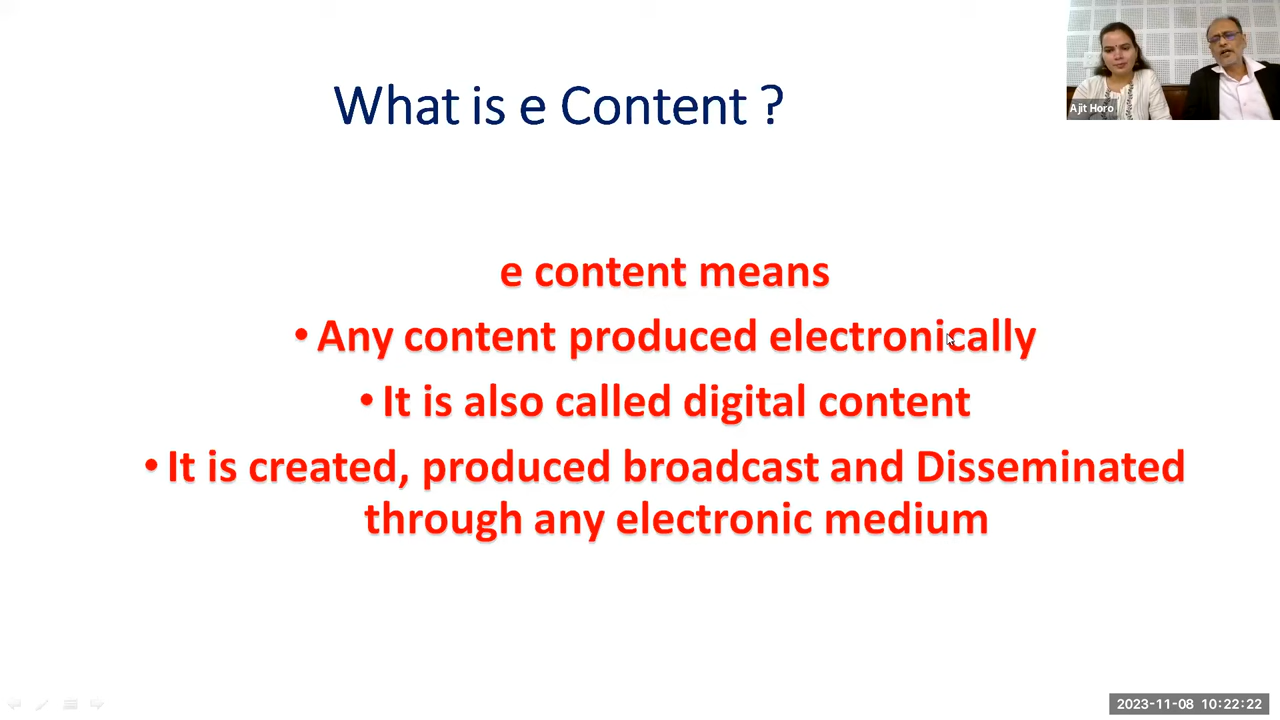 Ajit Horo
What is e Content ?
e content means
• Any content produced electronically
• It is also called digital content
• It is created, produced broadcast and Disseminated
through any electronic medium
2023-11-08 10:22:22